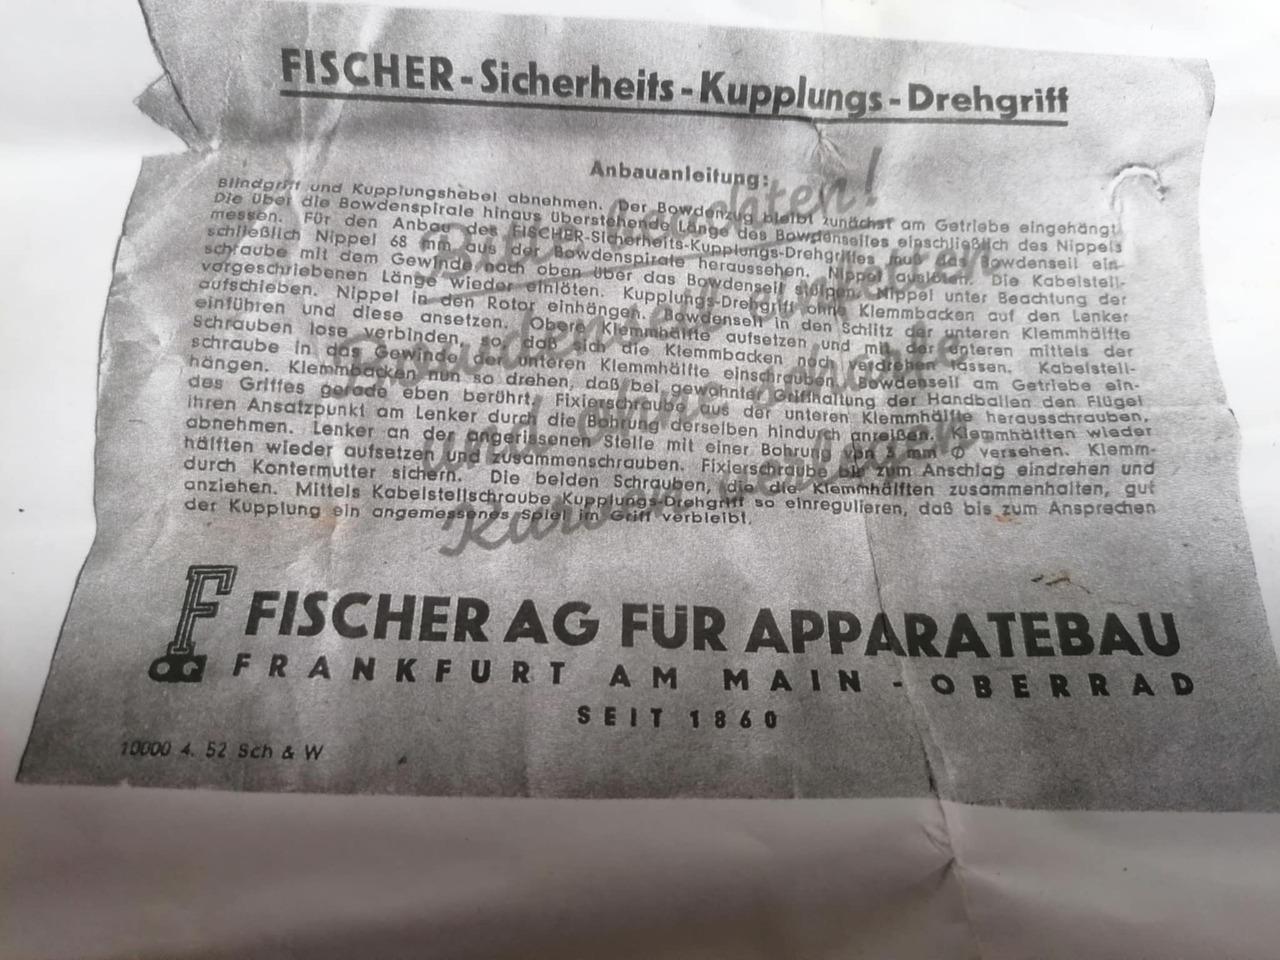 FISCHER - Sicherheits - Kupplungs - Drehgriff
Anbauanleitung:
Blindgriff und Kupplungshebel abnehmen. Der Bowdenzug bleibt zunächst am Getriebe eingehängt.
Die über die Bowdenspirale hinaus überstehende Länge des Bowdenseiles einschließlich des Nippels
messen. Für den Anbau des FISCHER-Sicherheits-Kupplungs-Drehgriffes muß das Bowdenseil ein-
schließlich Nippel 68 mm aus der Bowdenspirale heraussehen. Nippel auslöten. Die Kabelstell-
schraube mit dem Gewinde nach oben über das Bowdenseil stülpen. Nippel unter Beachtung der
vorgeschriebenen Länge wieder einlöten. Kupplungs-Drehgriff ohne Klemmbacken auf den Lenker
aufschieben. Nippel in den Rotor einhängen. Bowdenseil in den Schlitz der unteren Klemmhälfte
einführen und diese ansetzen. Obere Klemmhälfte aufsetzen und mit der unteren mittels der
Schrauben lose verbinden, so, daß sich die Klemmbacken noch verdrehen lassen. Kabelstell-
schraube in das Gewinde der unteren Klemmhälfte einschrauben. Bowdenseil am Getriebe ein-
hängen. Klemmbacken nun so drehen, daß bei gewohnter Griffhaltung der Handballen den Flügel
des Griffes gerade eben berührt. Fixierschraube aus der unteren Klemmhälfte herausschrauben,
ihren Ansatzpunkt am Lenker durch die Bohrung derselben hindurch anreißen. Klemmhälften wieder
abnehmen. Lenker an der angerissenen Stelle mit einer Bohrung von 5 mm Ø versehen. Klemm-
hälften wieder aufsetzen und zusammenschrauben. Fixierschraube bis zum Anschlag eindrehen und
durch Kontermutter sichern. Die beiden Schrauben, die die Klemmhälften zusammenhalten, gut
anziehen. Mittels Kabelstellschraube Kupplungs-Drehgriff so einregulieren, daß bis zum Ansprechen
der Kupplung ein angemessenes Spiel im Griff verbleibt.
Bitte beachten!
Bowdenseil einfetten
und ohne scharfe
verlegen
F
AG
FISCHER AG FÜR APPARATEBAU
FRANKFURT AM MAIN - OBERRAD
SEIT 1860
10000 4. 52 Sch & W